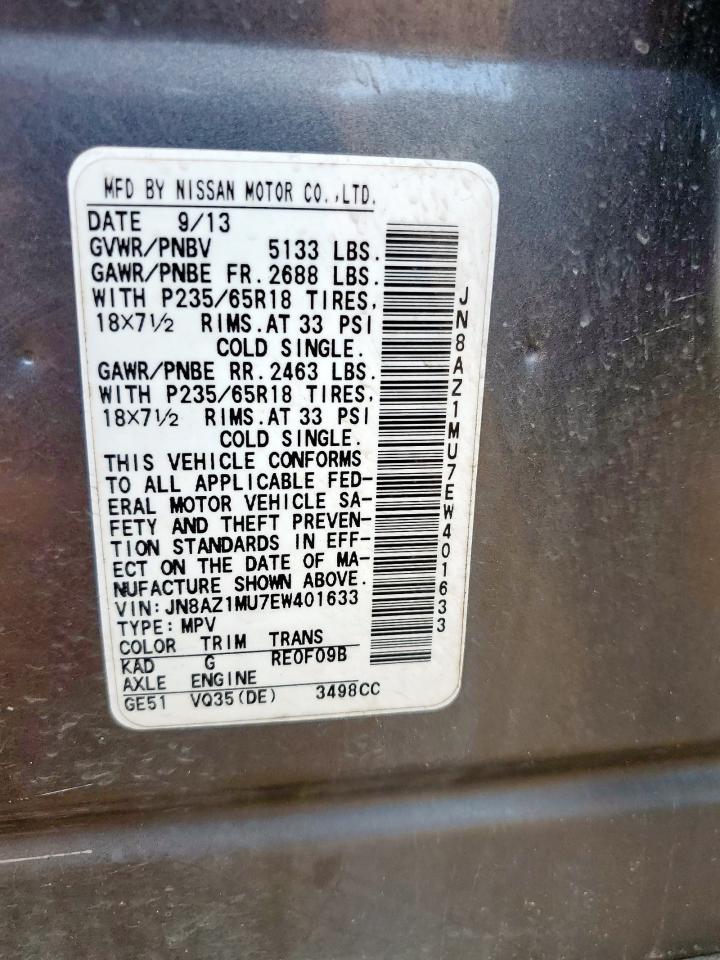 MFD BY NISSAN MOTOR CO.,LTD.
DATE 9/13
GVWR/PNBV 5133 LBS.
GAWR/PNBE FR.2688 LBS.
WITH P235/65R18 TIRES,
18×7½ RIMS.AT 33 PSI
COLD SINGLE.
GAWR/PNBE RR.2463 LBS.
WITH P235/65R18 TIRES,
18×7½ RIMS.AT 33 PSI
COLD SINGLE.
THIS VEHICLE CONFORMS
TO ALL APPLICABLE FED-
ERAL MOTOR VEHICLE SA-
FETY AND THEFT PREVEN-
TION STANDARDS IN EFF-
ECT ON THE DATE OF MA-
NUFACTURE SHOWN ABOVE.
VIN:JN8AZ1MU7EW401633
TYPE:MPV
COLOR TRIM TRANS
KAD G RE0F09B
AXLE ENGINE
GE51 VQ35(DE) 3498CC
JN8AZ1MU7EW401633